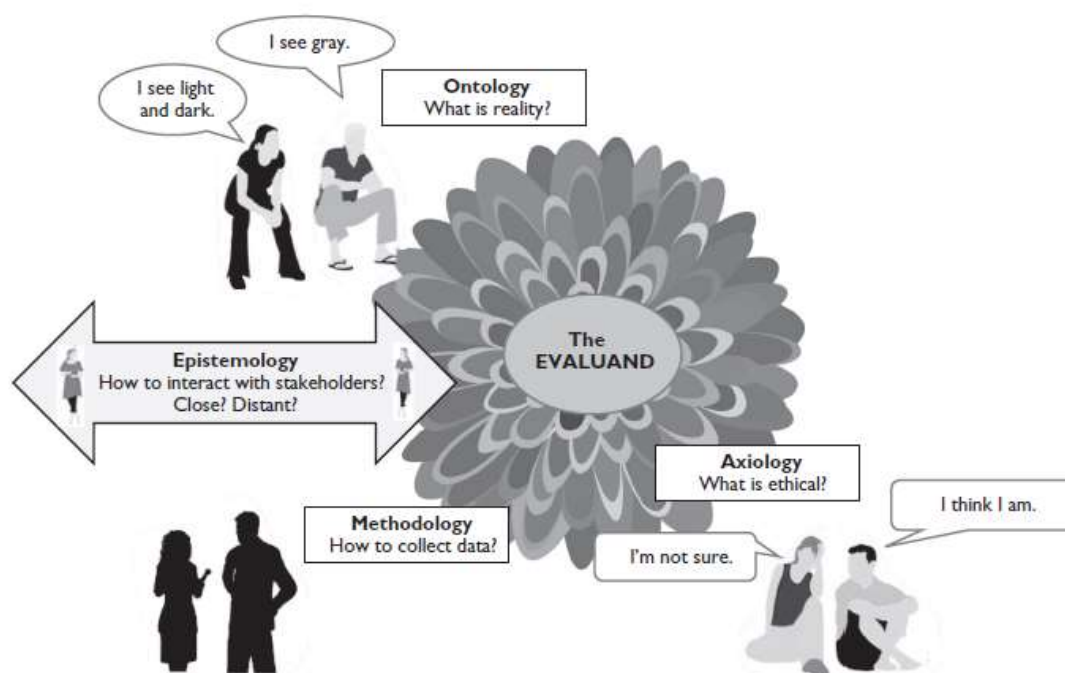 I see gray.
I see light
and dark.
Ontology
What is reality?
The
EVALUAND
Epistemology
How to interact with stakeholders?
Close? Distant?
Axiology
What is ethical?
I think I am.
Methodology
How to collect data?
I'm not sure.